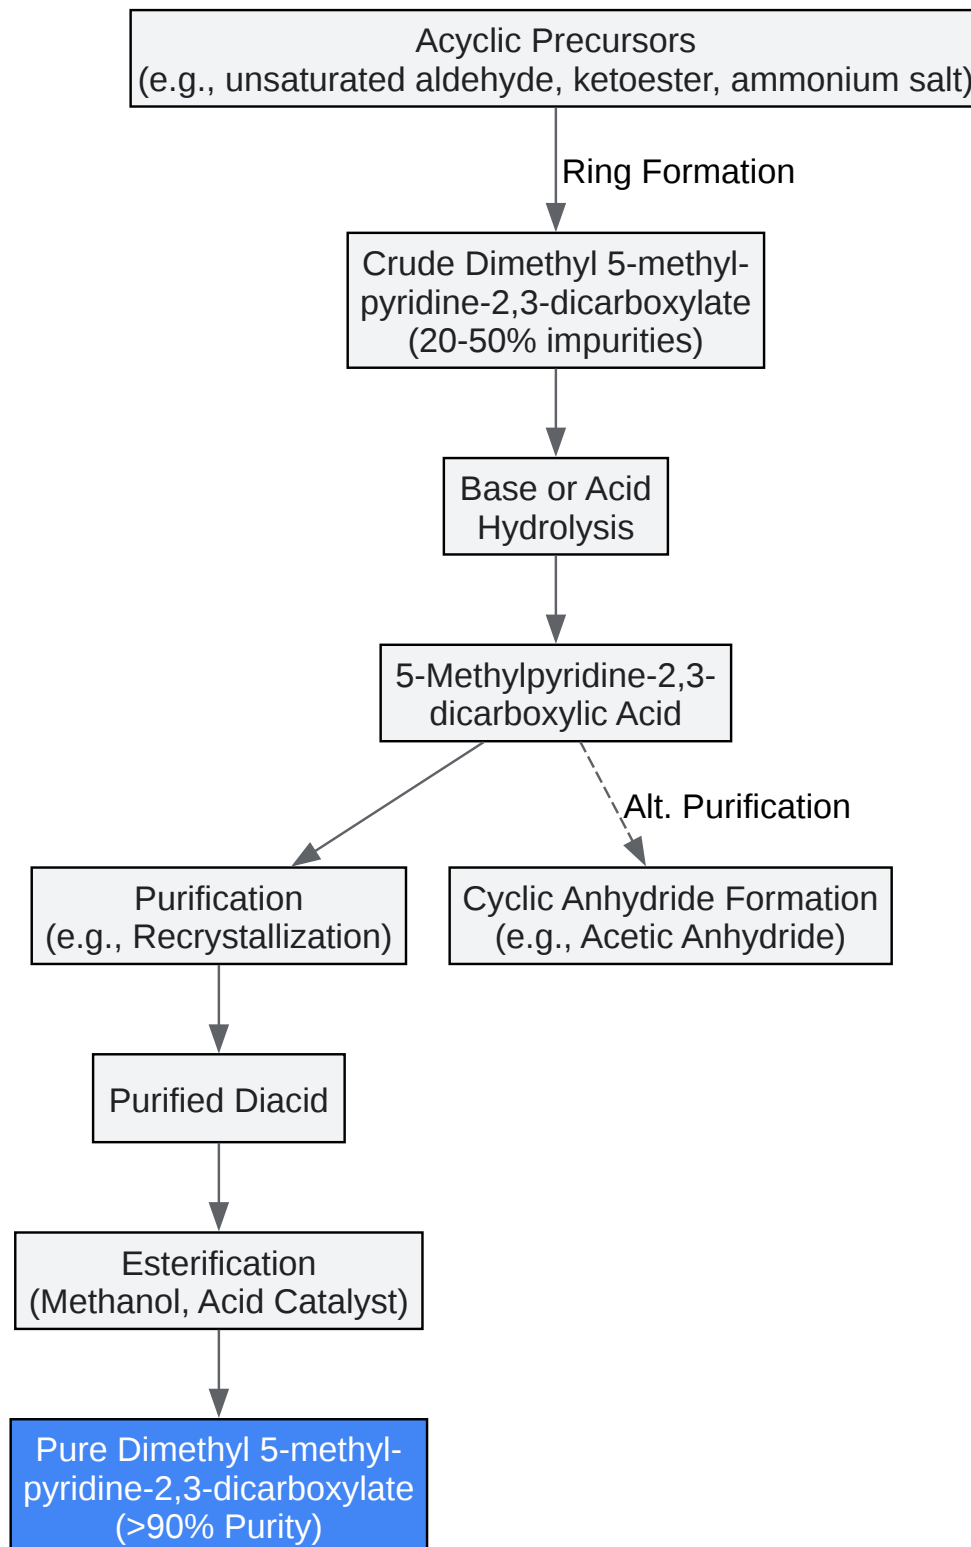 Acyclic Precursors
(e.g., unsaturated aldehyde, ketoester, ammonium salt)
Ring Formation
Crude Dimethyl 5-methyl-
pyridine-2,3-dicarboxylate
(20-50% impurities)
Base or Acid
Hydrolysis
5-Methylpyridine-2,3-
dicarboxylic Acid
Alt. Purification
Purification
(e.g., Recrystallization)
Cyclic Anhydride Formation
(e.g., Acetic Anhydride)
Purified Diacid
Esterification
(Methanol, Acid Catalyst)
Pure Dimethyl 5-methyl-
pyridine-2,3-dicarboxylate
(>90% Purity)